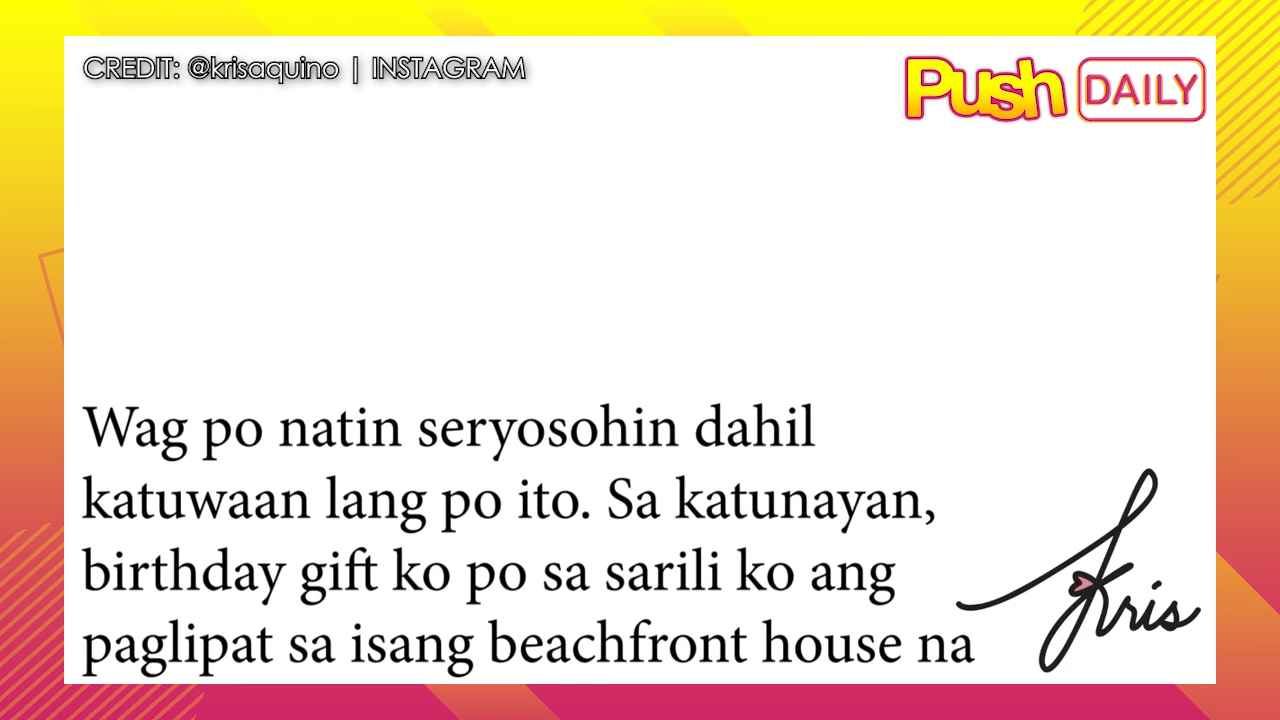 CREDIT: @krisaquino | INSTAGRAM
Push DAILY
Wag po natin seryosohin dahil
katuwaan lang po ito. Sa katunayan,
birthday gift ko po sa sarili ko ang
paglipat sa isang beachfront house na
Kris